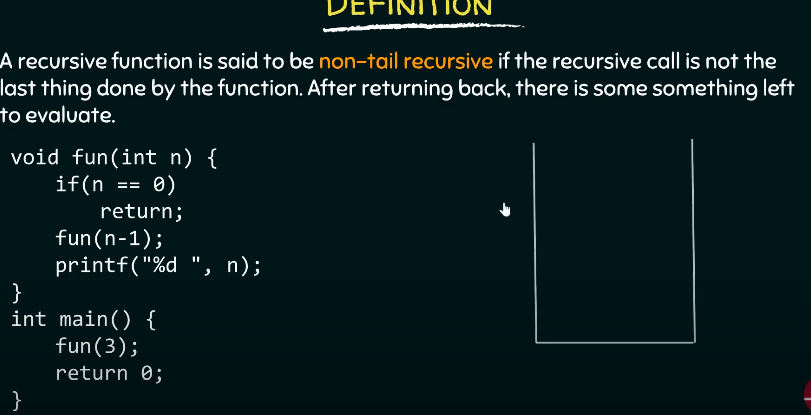 DEFINITION
A recursive function is said to be non-tail recursive if the recursive call is not the
last thing done by the function. After returning back, there is some something left
to evaluate.
void fun(int n) {
    if(n == 0)
        return;
    fun(n-1);
    printf("%d ", n);
}
int main() {
    fun(3);
    return 0;
}